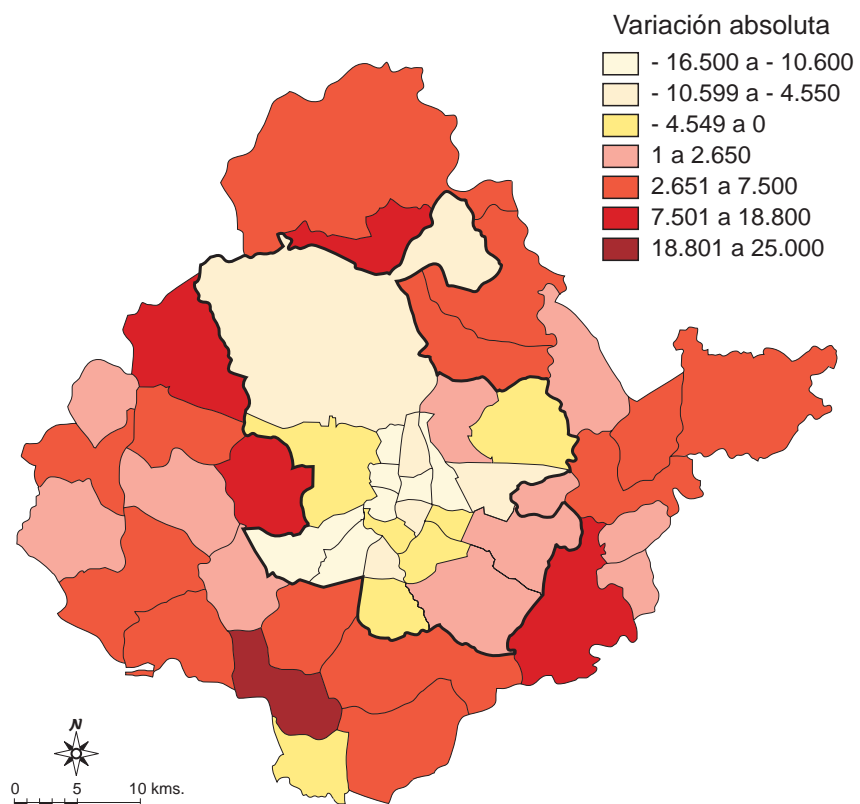 Variación absoluta
- 16.500 a - 10.600
- 10.599 a - 4.550
- 4.549 a 0
1 a 2.650
2.651 a 7.500
7.501 a 18.800
18.801 a 25.000
N
0 5 10 kms.